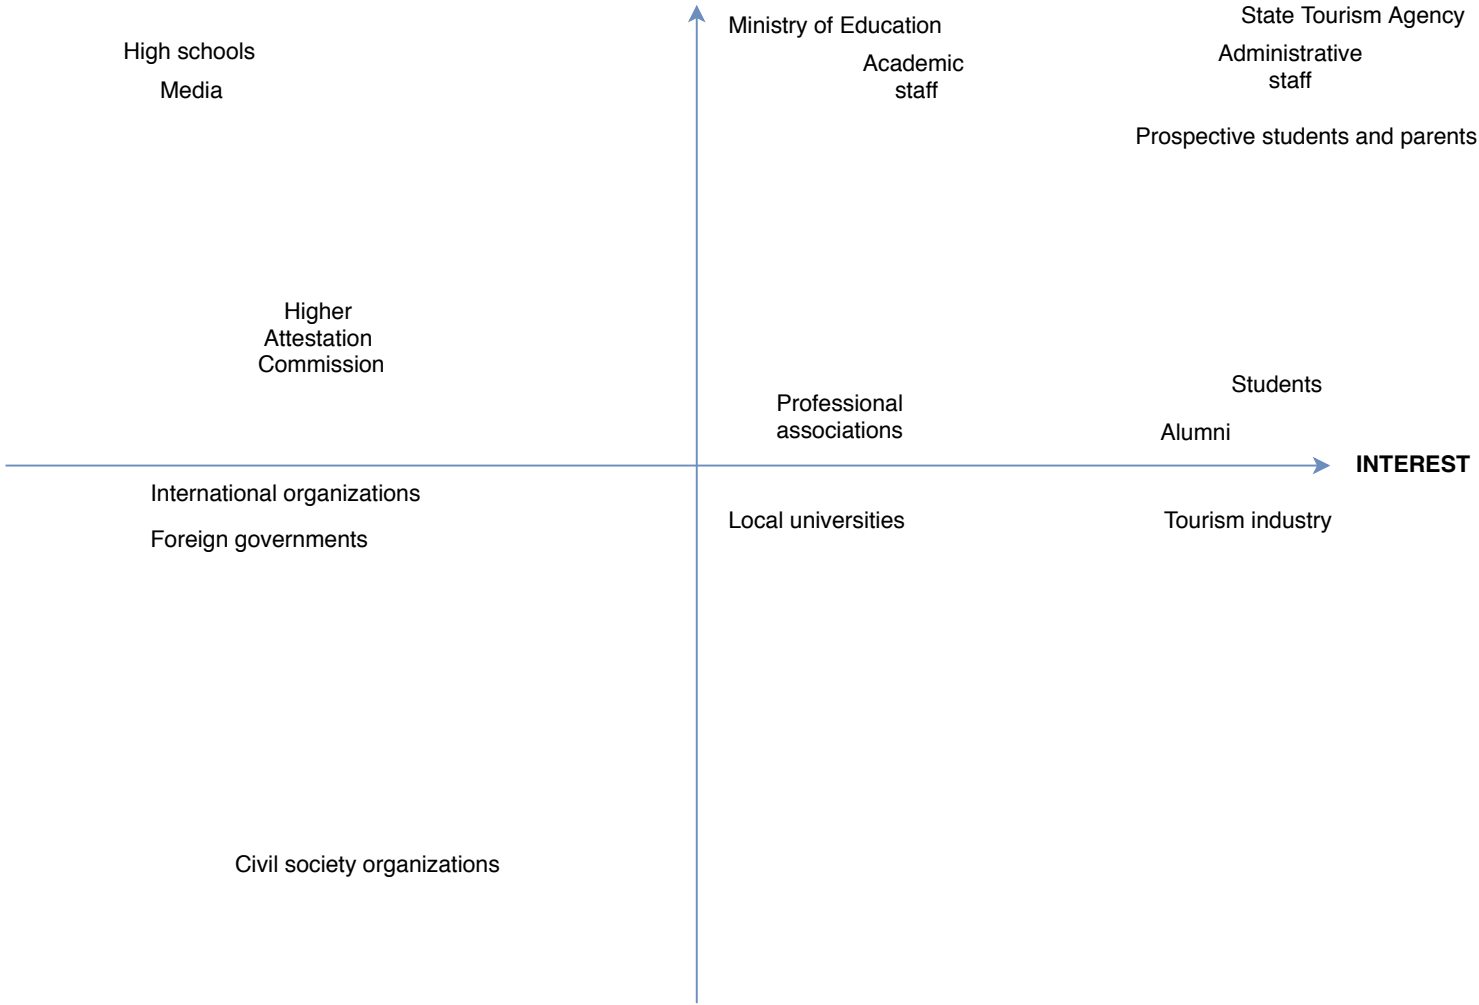 State Tourism Agency
Ministry of Education
High schools
Administrative
staff
Academic
staff
Media
Prospective students and parents
Higher
Attestation
Commission
Students
Professional
associations
Alumni
INTEREST
International organizations
Local universities
Tourism industry
Foreign governments
Civil society organizations